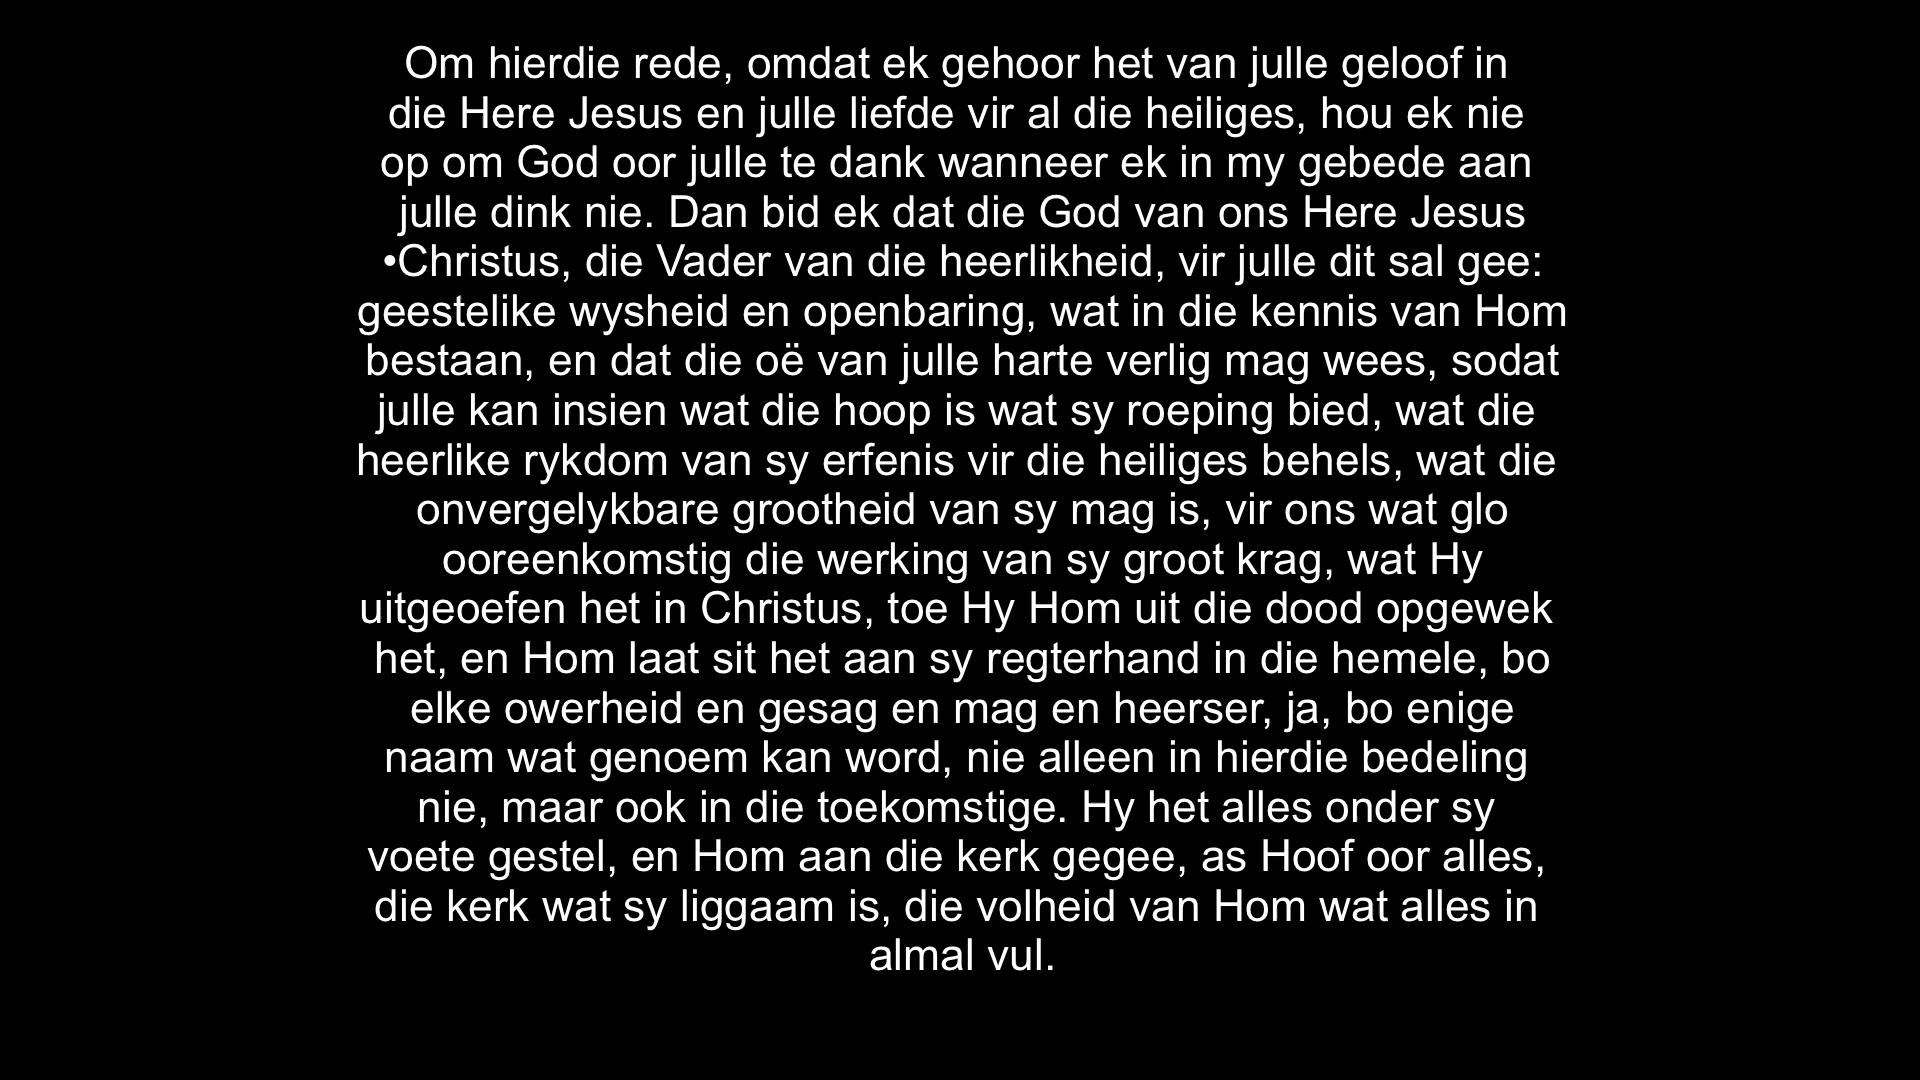 Om hierdie rede, omdat ek gehoor het van julle geloof in
die Here Jesus en julle liefde vir al die heiliges, hou ek nie
op om God oor julle te dank wanneer ek in my gebede aan
julle dink nie. Dan bid ek dat die God van ons Here Jesus
•Christus, die Vader van die heerlikheid, vir julle dit sal gee:
geestelike wysheid en openbaring, wat in die kennis van Hom
bestaan, en dat die oë van julle harte verlig mag wees, sodat
julle kan insien wat die hoop is wat sy roeping bied, wat die
heerlike rykdom van sy erfenis vir die heiliges behels, wat die
onvergelykbare grootheid van sy mag is, vir ons wat glo
ooreenkomstig die werking van sy groot krag, wat Hy
uitgeoefen het in Christus, toe Hy Hom uit die dood opgewek
het, en Hom laat sit het aan sy regterhand in die hemele, bo
elke owerheid en gesag en mag en heerser, ja, bo enige
naam wat genoem kan word, nie alleen in hierdie bedeling
nie, maar ook in die toekomstige. Hy het alles onder sy
voete gestel, en Hom aan die kerk gegee, as Hoof oor alles,
die kerk wat sy liggaam is, die volheid van Hom wat alles in
almal vul.